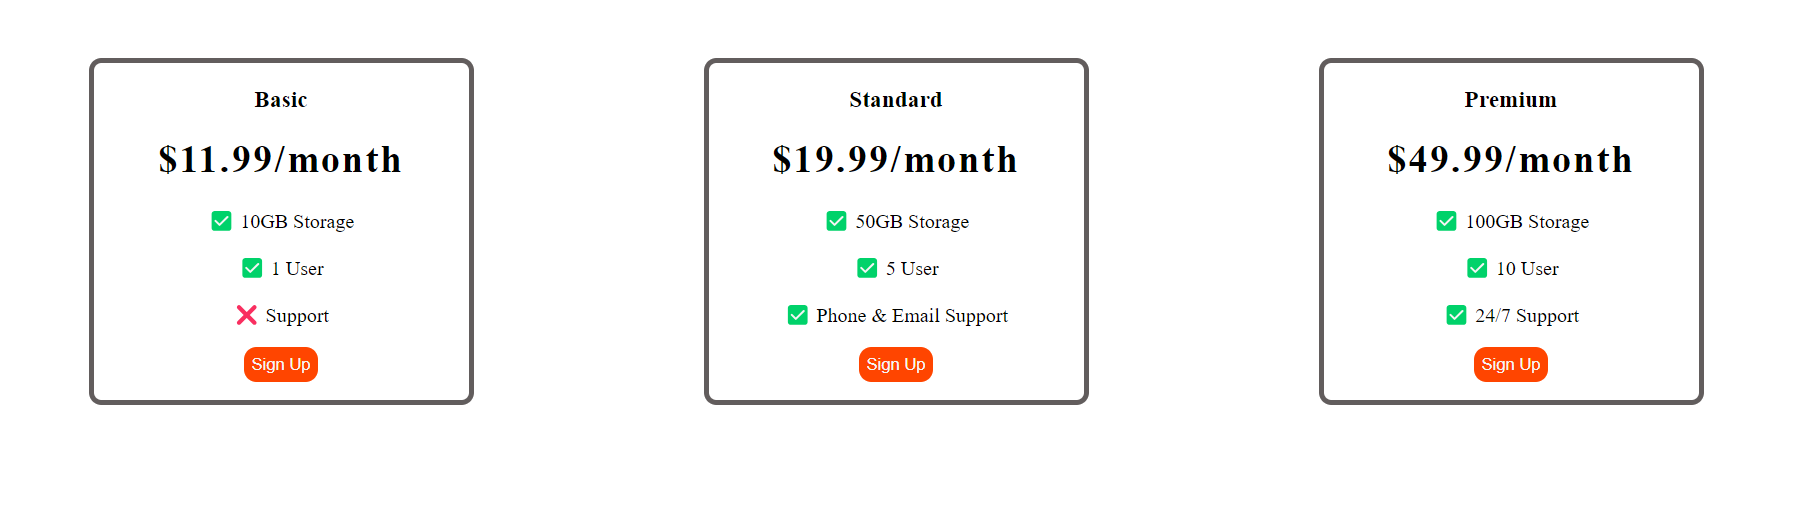 Basic
$11.99/month
✅ 10GB Storage
✅ 1 User
❌ Support
Sign Up
Standard
$19.99/month
✅ 50GB Storage
✅ 5 User
✅ Phone & Email Support
Sign Up
Premium
$49.99/month
✅ 100GB Storage
✅ 10 User
✅ 24/7 Support
Sign Up